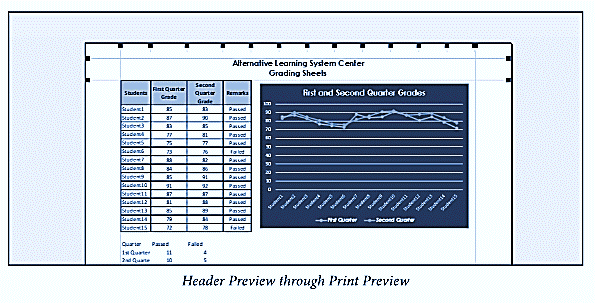 Alternative Learning System Center
Grading Sheets
Students First Quarter Grade Second Quarter Grade Remarks
Student1 85 83 Passed
Student2 87 90 Passed
Student3 83 85 Passed
Student4 77 81 Passed
Student5 75 77 Passed
Student6 73 76 Failed
Student7 88 82 Passed
Student8 84 86 Passed
Student9 85 91 Passed
Student10 91 92 Passed
Student11 87 87 Passed
Student12 81 88 Passed
Student13 85 89 Passed
Student14 79 84 Passed
Student15 72 78 Failed
Quarter Passed Failed
1st Quarte 11 4
2nd Quarte 10 5
First and Second Quarter Grades
100
90
80
70
60
50
40
30
20
10
0
Student1 Student2 Student3 Student4 Student5 Student6 Student7 Student8 Student9 Student10 Student11 Student12 Student13 Student14 Student15
First Quarter Second Quarter
Header Preview through Print Preview